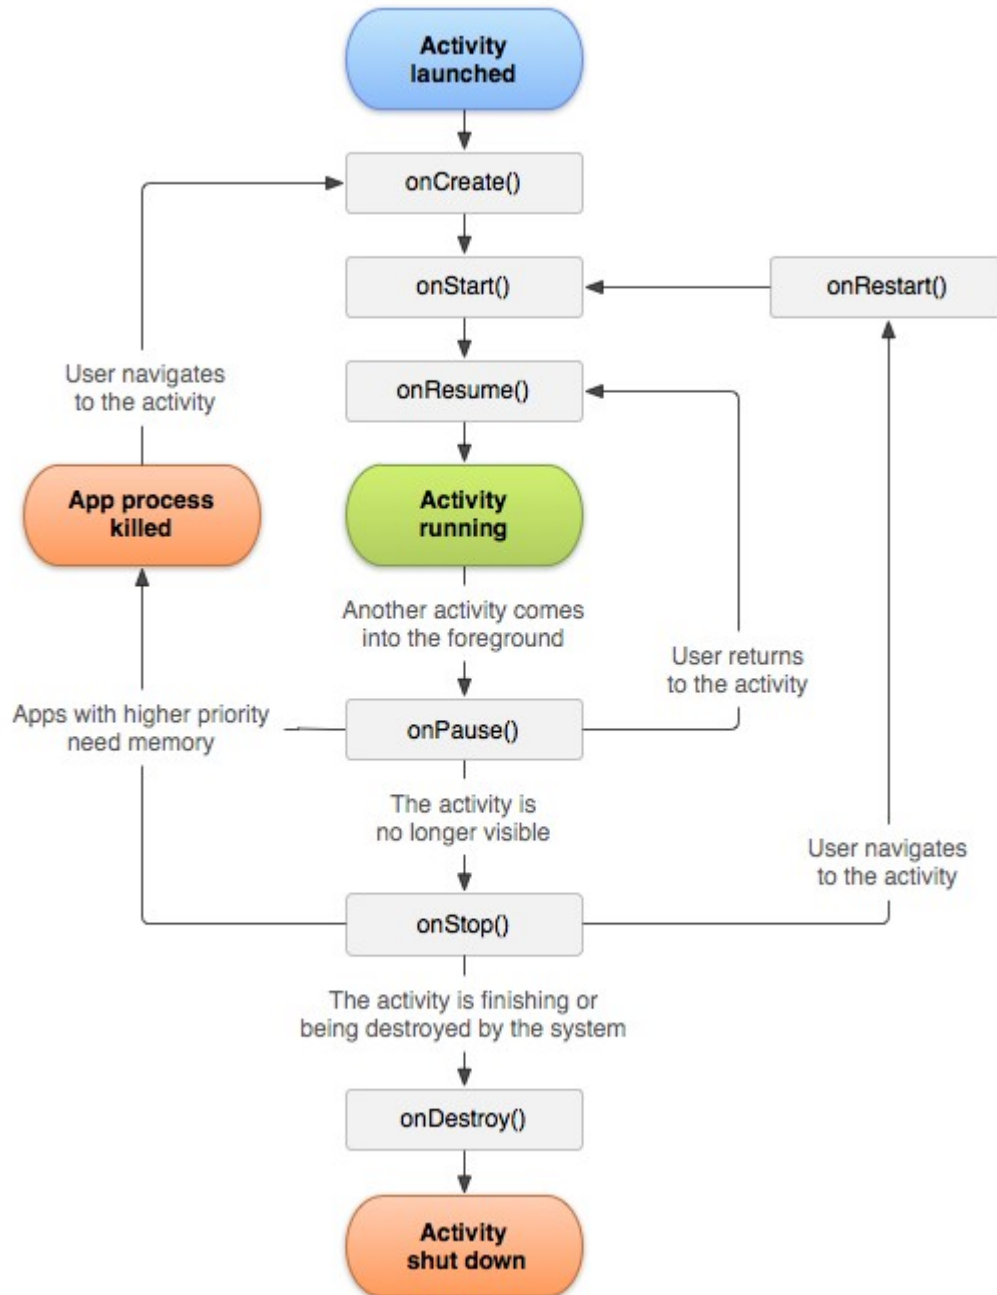 Activity
launched
onCreate()
onStart()
onRestart()
onResume()
User navigates
to the activity
App process
killed
Activity
running
Another activity comes
into the foreground
User returns
to the activity
Apps with higher priority
need memory
onPause()
The activity is
no longer visible
User navigates
to the activity
onStop()
The activity is finishing or
being destroyed by the system
onDestroy()
Activity
shut down